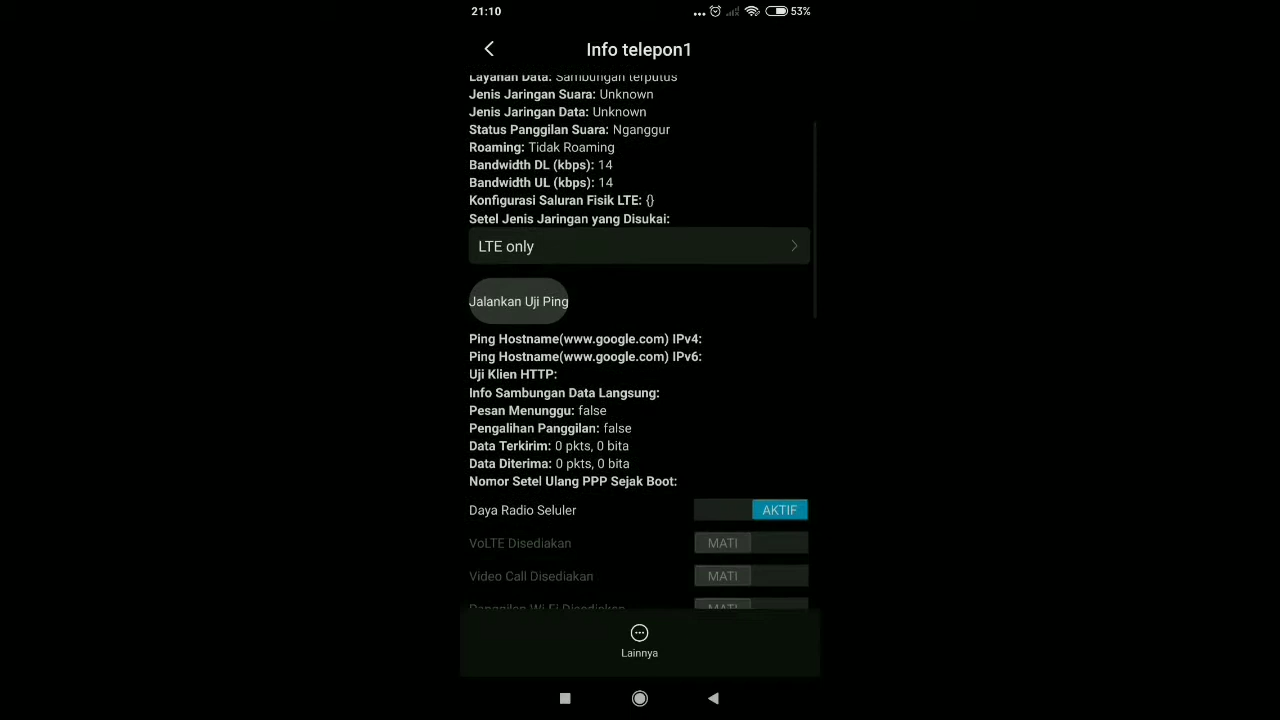 21:10
53%
Info telepon1
Layanan Data: Sambungan terputus
Jenis Jaringan Suara: Unknown
Jenis Jaringan Data: Unknown
Status Panggilan Suara: Nganggur
Roaming: Tidak Roaming
Bandwidth DL (kbps): 14
Bandwidth UL (kbps): 14
Konfigurasi Saluran Fisik LTE: {}
Setel Jenis Jaringan yang Disukai:
LTE only
Jalankan Uji Ping
Ping Hostname(www.google.com) IPv4:
Ping Hostname(www.google.com) IPv6:
Uji Klien HTTP:
Info Sambungan Data Langsung:
Pesan Menunggu: false
Pengalihan Panggilan: false
Data Terkirim: 0 pkts, 0 bita
Data Diterima: 0 pkts, 0 bita
Nomor Setel Ulang PPP Sejak Boot:
Daya Radio Seluler AKTIF
VoLTE Disediakan MATI
Video Call Disediakan MATI
Panggilan Wi-Fi Disediakan MATI
Lainnya